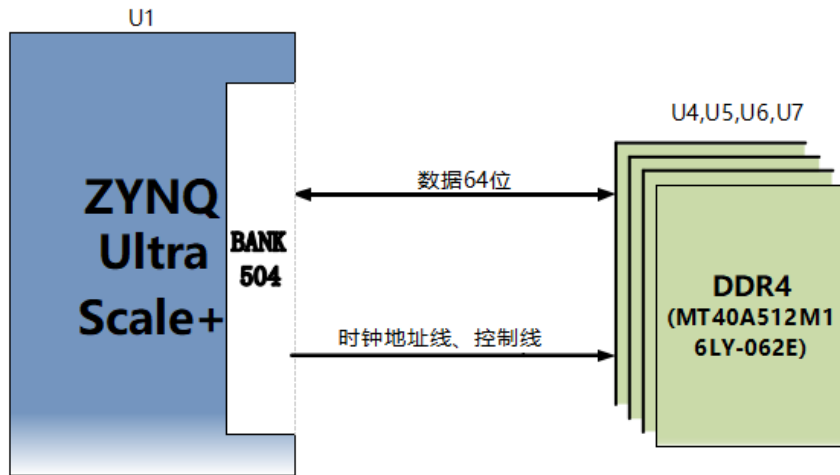 U1
U4,U5,U6,U7
数据64位
ZYNQ
Ultra
Scale+
BANK
504
DDR4
(MT40A512M1
6LY-062E)
时钟地址线、控制线